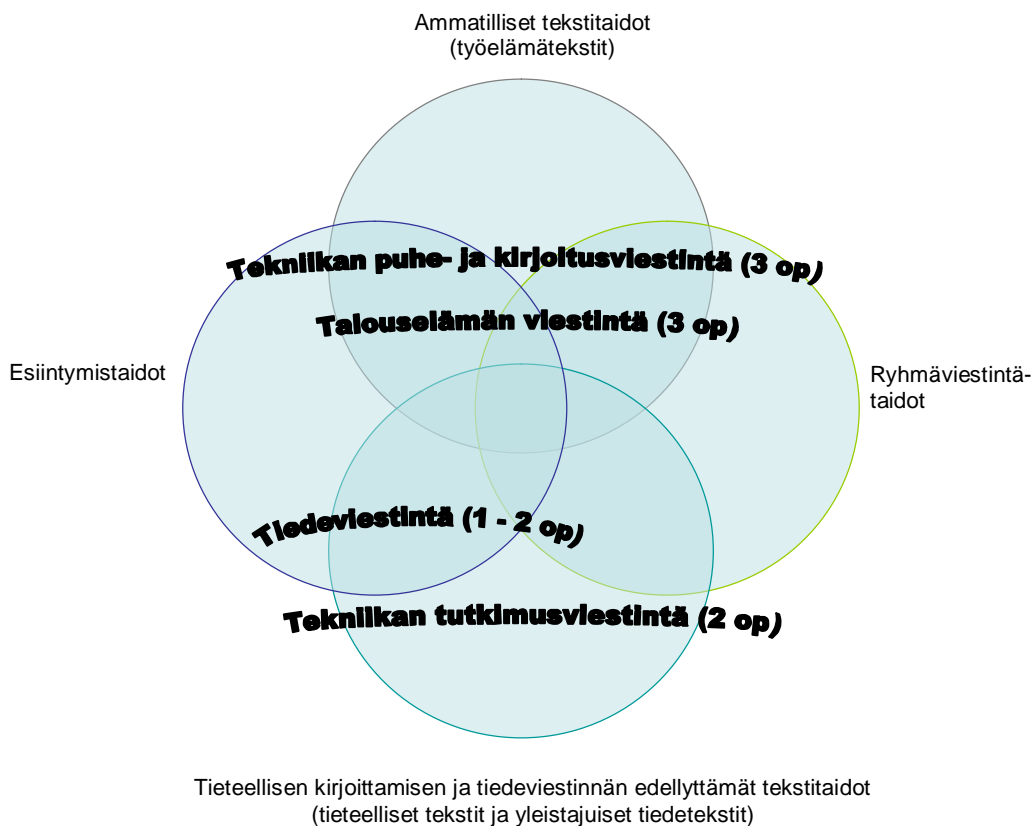 Ammatilliset tekstitaidot
(työelämätekstit)
Tekniikan puhe- ja kirjoitusviestintä (3 op)
Talouselämän viestintä (3 op)
Esiintymistaidot
Ryhmäviestintä-
taidot
Tiedeviestintä (1 - 2 op)
Tekniikan tutkimusviestintä (2 op)
Tieteellisen kirjoittamisen ja tiedeviestinnän edellyttämät tekstitaidot
(tieteelliset tekstit ja yleistajuiset tiedetekstit)